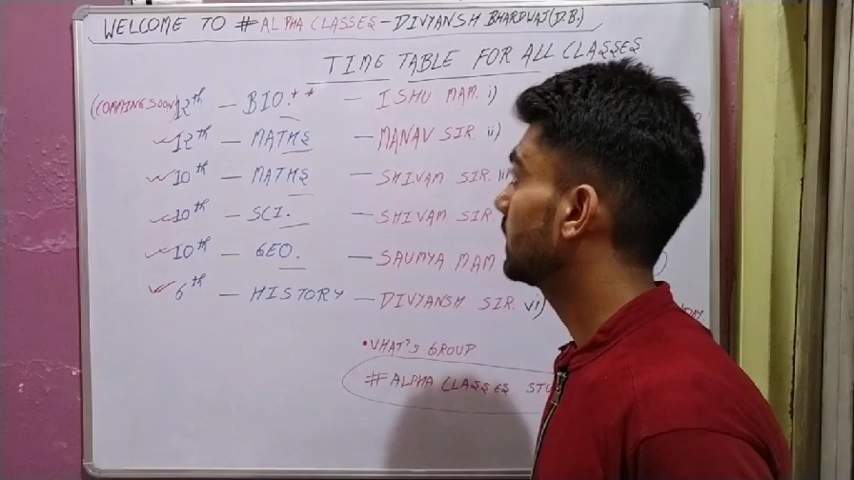 WELCOME TO #ALPHA CLASSES-DIVYANSH BHARDWAJ(D.B.)
TIME TABLE FOR ALL CLASSES
(COMMING SOON) 12th - BIO.** - ISHU MAM. i)
12th - MATHS - MANAV SIR. ii)
10th - MATHS - SHIVAM SIR.
10th - SCI. - SHIVAM SIR.
10th - GEO. - SAUMYA MAM
6th - HISTORY - DIVYANSH SIR. vi)
•WHAT'S GROUP
#ALPHA CLASSES